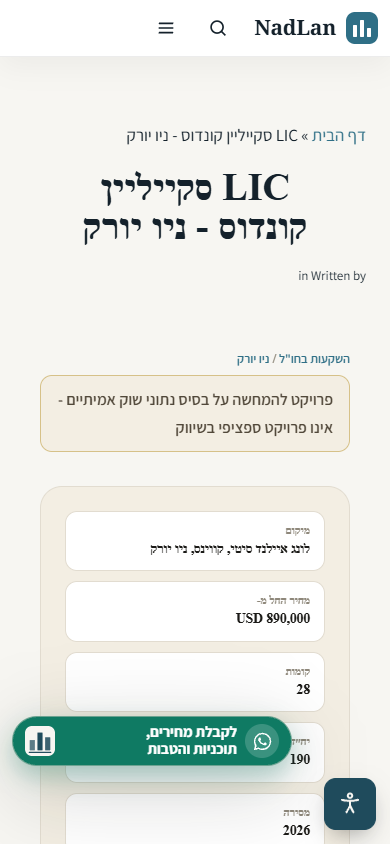 NadLan
דף הבית » LIC סקייליין קונדוס - ניו יורק
LIC סקייליין
קונדוס - ניו יורק
in Written by
השקעות בחו"ל / ניו יורק
פרויקט להמחשה על בסיס נתוני שוק אמיתיים -
אינו פרויקט ספציפי בשיווק
מיקום
לונג איילנד סיטי, קווינס, ניו יורק
מחיר החל מ-
USD 890,000
קומות
28
לקבלת מחירים,
תוכניות והטבות
190
מסירה
2026